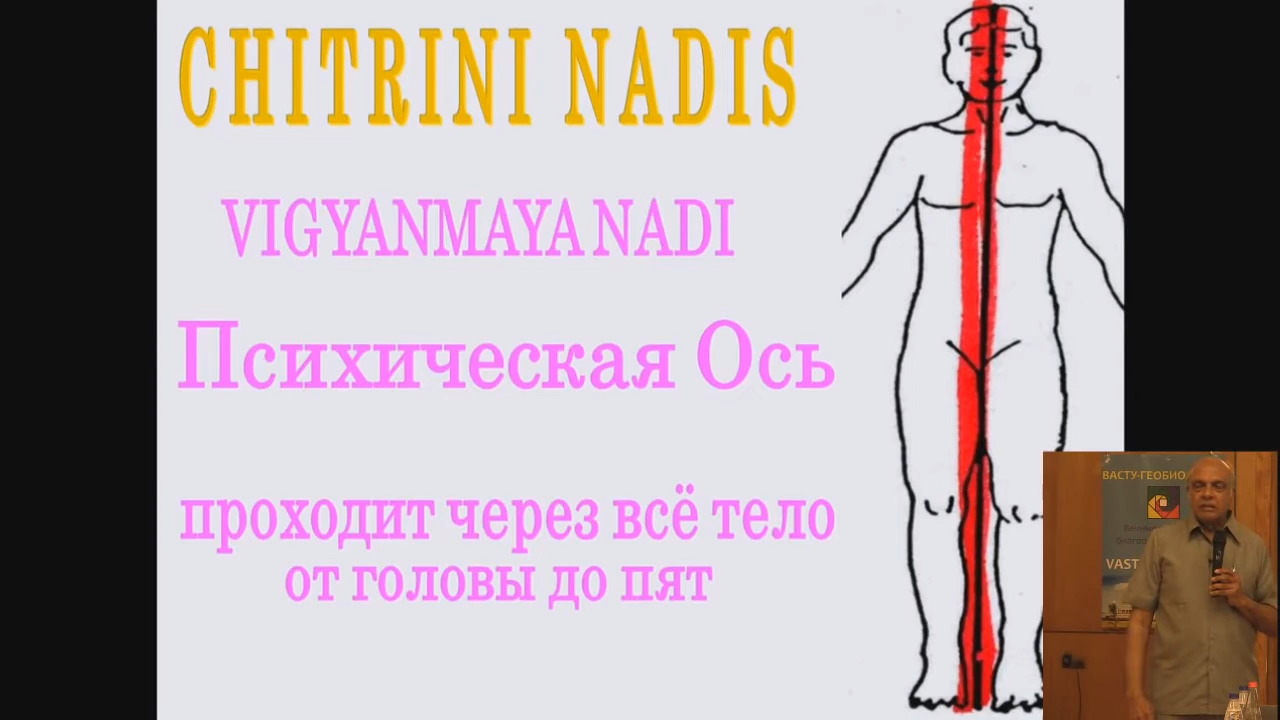 CHITRINI NADIS
VIGYANMAYA NADI
Психическая Ось
проходит через всё тело
от головы до пят
ВАСТУ-ГЕОБИО
VAST